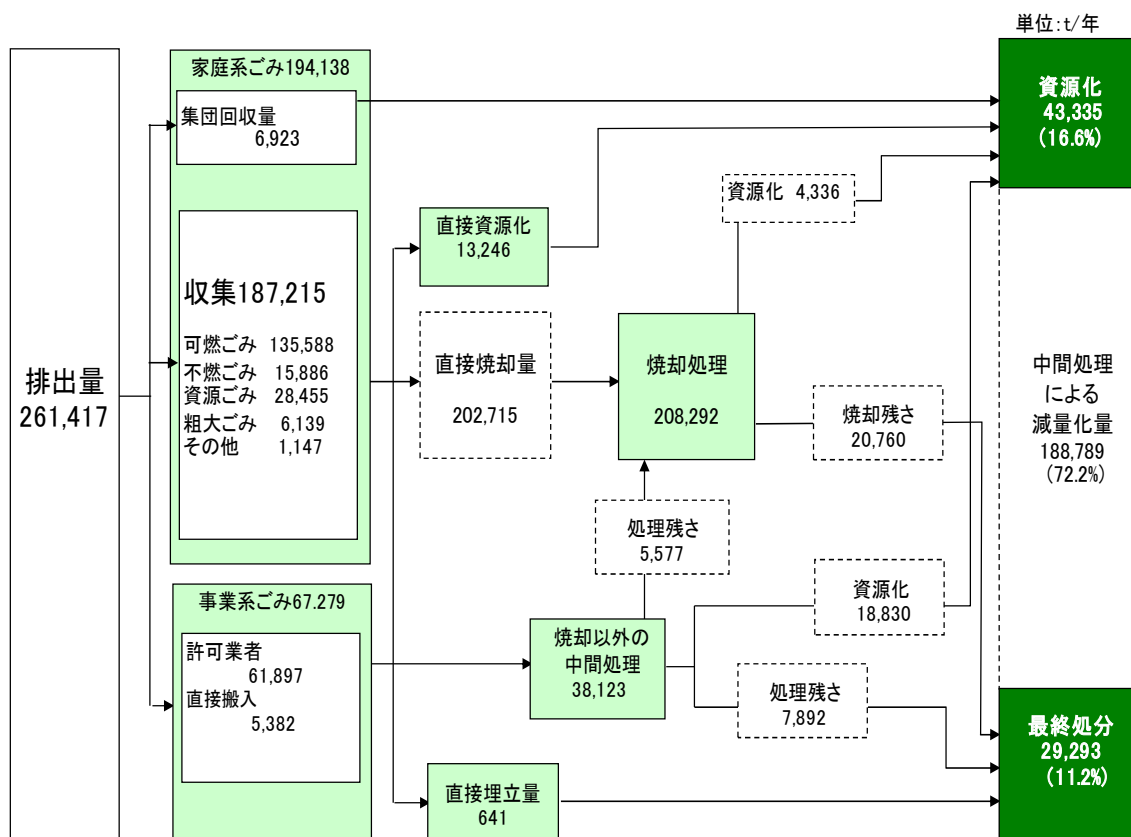 単位:t/年
排出量
261,417
家庭系ごみ194,138
集団回収量
6,923
収集187,215
可燃ごみ 135,588
不燃ごみ 15,886
資源ごみ 28,455
粗大ごみ 6,139
その他 1,147
事業系ごみ67.279
許可業者
61,897
直接搬入
5,382
直接資源化
13,246
直接焼却量
202,715
焼却処理
208,292
資源化 4,336
焼却残さ
20,760
処理残さ
5,577
焼却以外の
中間処理
38,123
資源化
18,830
処理残さ
7,892
直接埋立量
641
資源化
43,335
(16.6%)
中間処理
による
減量化量
188,789
(72.2%)
最終処分
29,293
(11.2%)